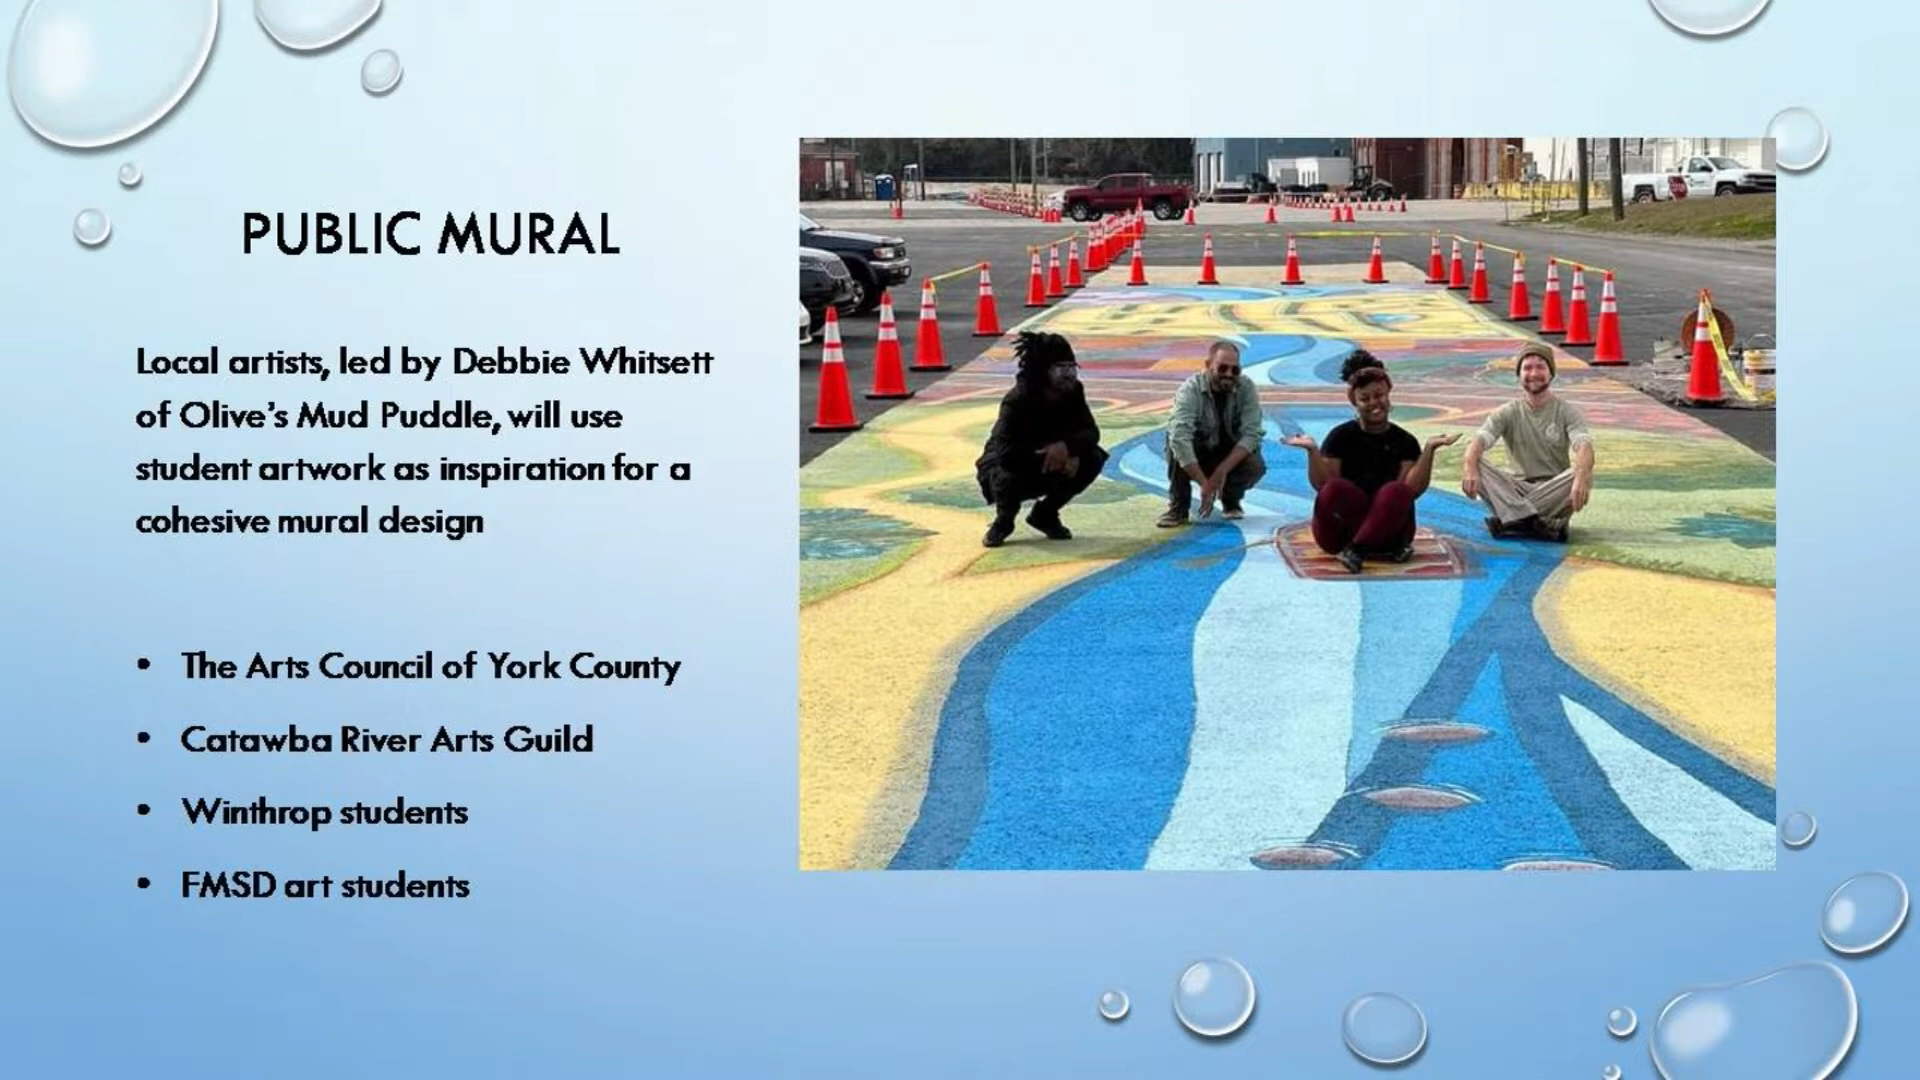 PUBLIC MURAL
Local artists, led by Debbie Whitsett
of Olive's Mud Puddle, will use
student artwork as inspiration for a
cohesive mural design
• The Arts Council of York County
• Catawba River Arts Guild
• Winthrop students
• FMSD art students